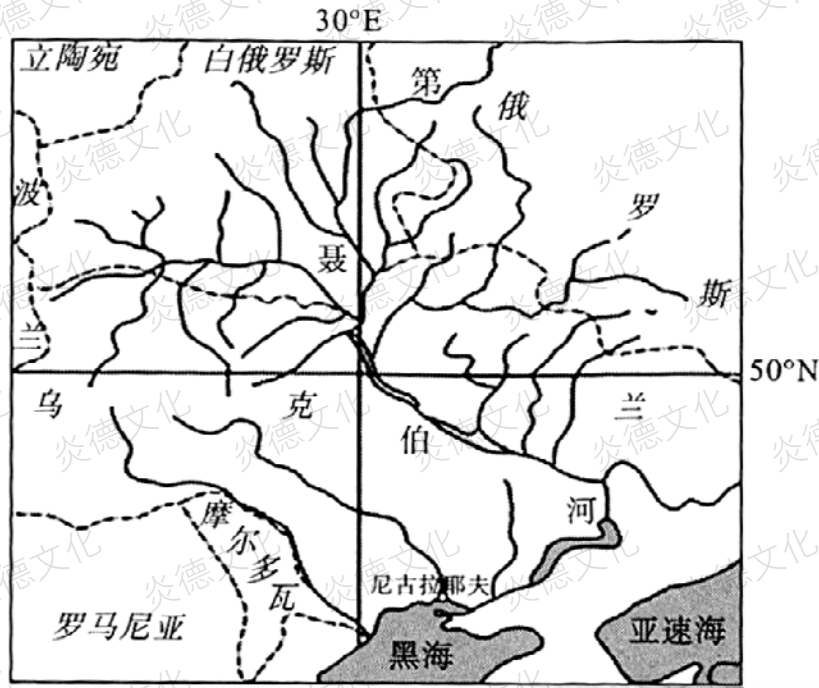 30°E
立陶宛
白俄罗斯
第
俄
波
罗
聂
斯
兰
50°N
乌
克
兰
伯
河
摩
尔
多
瓦
尼古拉耶夫
罗马尼亚
黑海
亚速海
炎德文化